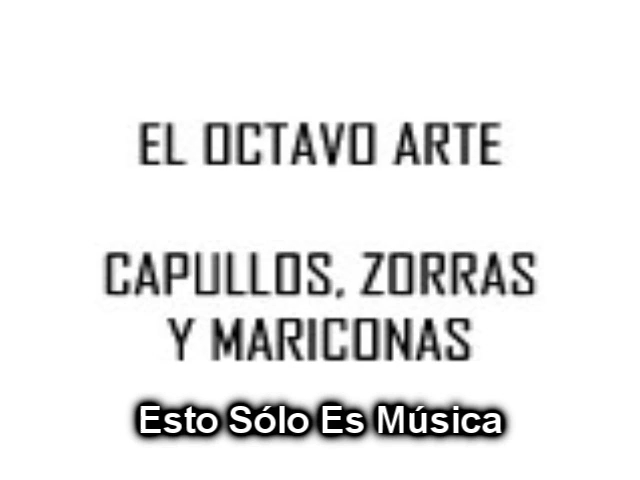 EL OCTAVO ARTE
CAPULLOS, ZORRAS
Y MARICONAS
Esto Sólo Es Música